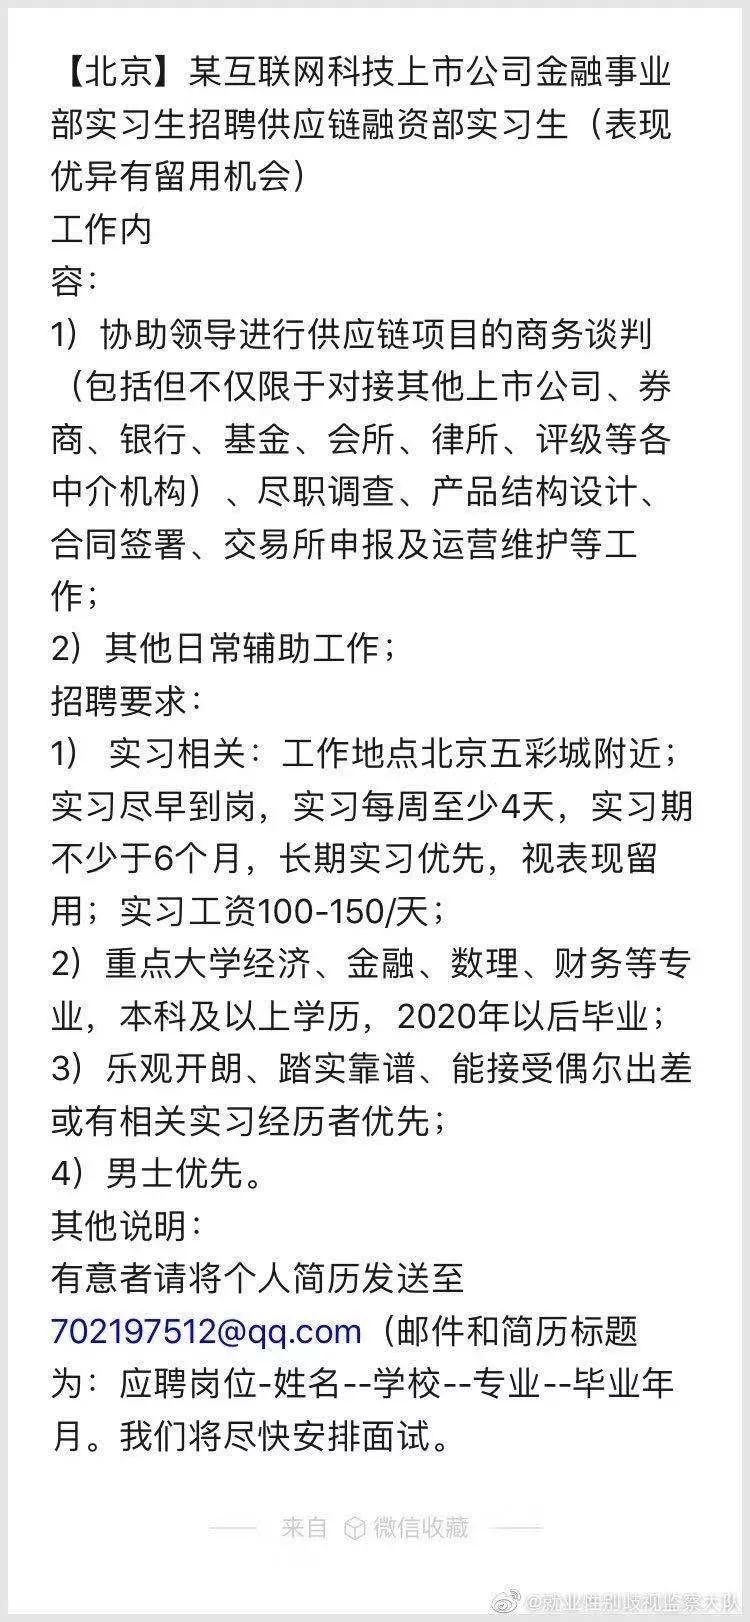 【北京】某互联网科技上市公司金融事业
部实习生招聘供应链融资部实习生（表现
优异有留用机会）
工作内
容：
1）协助领导进行供应链项目的商务谈判
（包括但不仅限于对接其他上市公司、券
商、银行、基金、会所、律所、评级等各
中介机构）、尽职调查、产品结构设计、
合同签署、交易所申报及运营维护等工
作；
2）其他日常辅助工作；
招聘要求：
1） 实习相关：工作地点北京五彩城附近；
实习尽早到岗，实习每周至少4天，实习期
不少于6个月，长期实习优先，视表现留
用；实习工资100-150/天；
2）重点大学经济、金融、数理、财务等专
业，本科及以上学历，2020年以后毕业；
3）乐观开朗、踏实靠谱、能接受偶尔出差
或有相关实习经历者优先；
4）男士优先。
其他说明：
有意者请将个人简历发送至
702197512@qq.com（邮件和简历标题
为：应聘岗位-姓名--学校--专业--毕业年
月。我们将尽快安排面试。
来自 微信收藏
@就业性别歧视监察大队